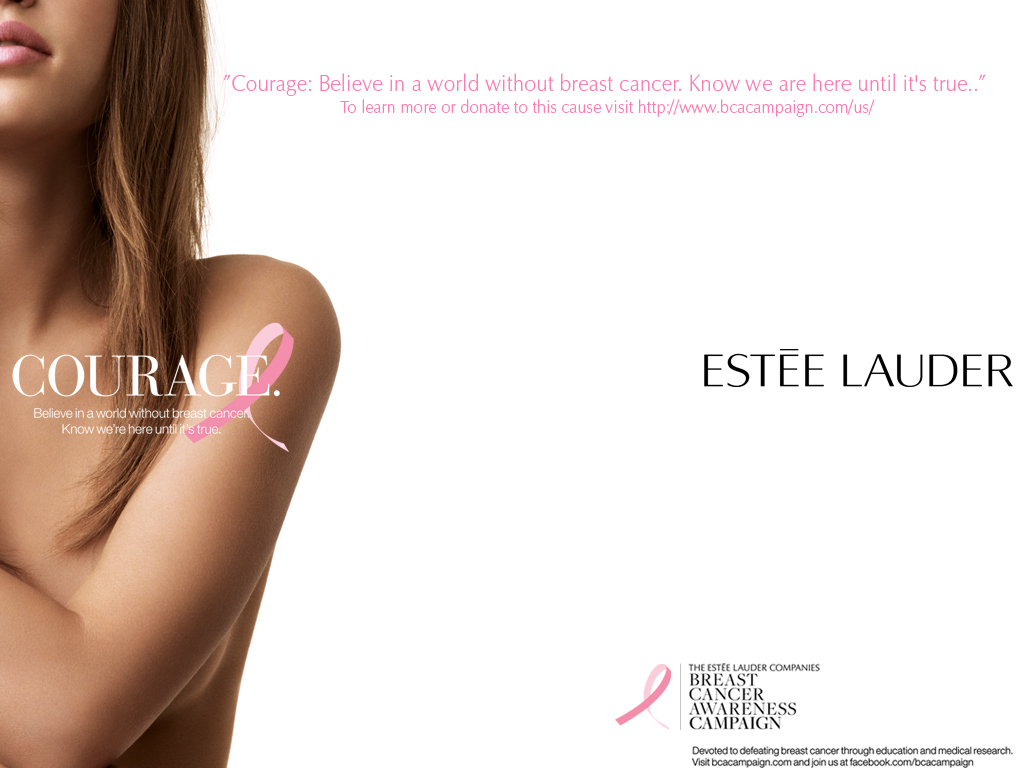 "Courage: Believe in a world without breast cancer. Know we are here until it's true.."
To learn more or donate to this cause visit http://www.bcacampaign.com/us/
COURAGE.
Believe in a world without breast cancer.
Know we're here until it's true.
ESTĒE LAUDER
THE ESTĒE LAUDER COMPANIES
BREAST
CANCER
AWARENESS
CAMPAIGN
Devoted to defeating breast cancer through education and medical research.
Visit bcacampaign.com and join us at facebook.com/bcacampaign